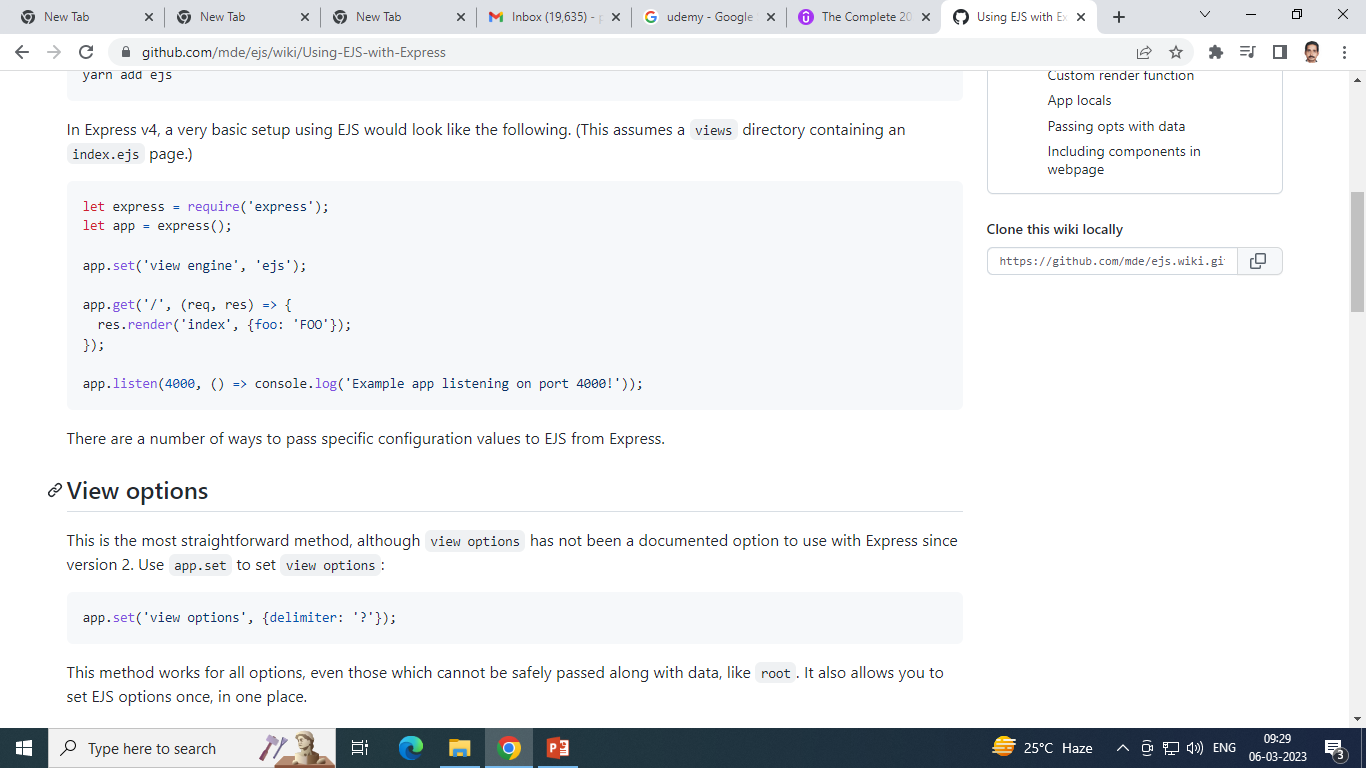 New Tab
New Tab
New Tab
Inbox (19,635) - p
udemy - Google
The Complete 20
Using EJS with Ex
github.com/mde/ejs/wiki/Using-EJS-with-Express
yarn add ejs
In Express v4, a very basic setup using EJS would look like the following. (This assumes a views directory containing an
index.ejs page.)
let express = require('express');
let app = express();
app.set('view engine', 'ejs');
app.get('/', (req, res) => {
res.render('index', {foo: 'FOO'});
});
app.listen(4000, () => console.log('Example app listening on port 4000!'));
There are a number of ways to pass specific configuration values to EJS from Express.
View options
This is the most straightforward method, although view options has not been a documented option to use with Express since
version 2. Use app.set to set view options :
app.set('view options', {delimiter: '?'});
This method works for all options, even those which cannot be safely passed along with data, like root . It also allows you to
set EJS options once, in one place.
Custom render function
App locals
Passing opts with data
Including components in
webpage
Clone this wiki locally
https://github.com/mde/ejs.wiki.gi
Type here to search
25°C Haze
ENG
09:29
06-03-2023
3